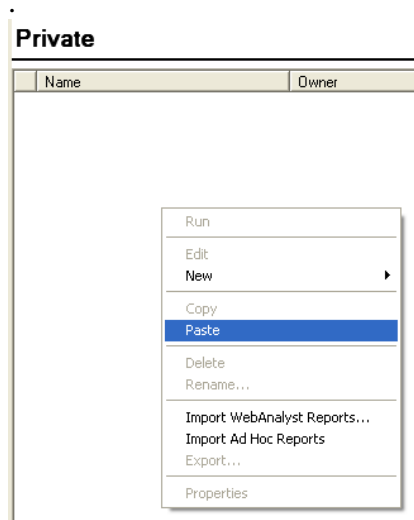 .
Private
Name Owner
Run
Edit
New
Copy
Paste
Delete
Rename...
Import WebAnalyst Reports...
Import Ad Hoc Reports
Export...
Properties